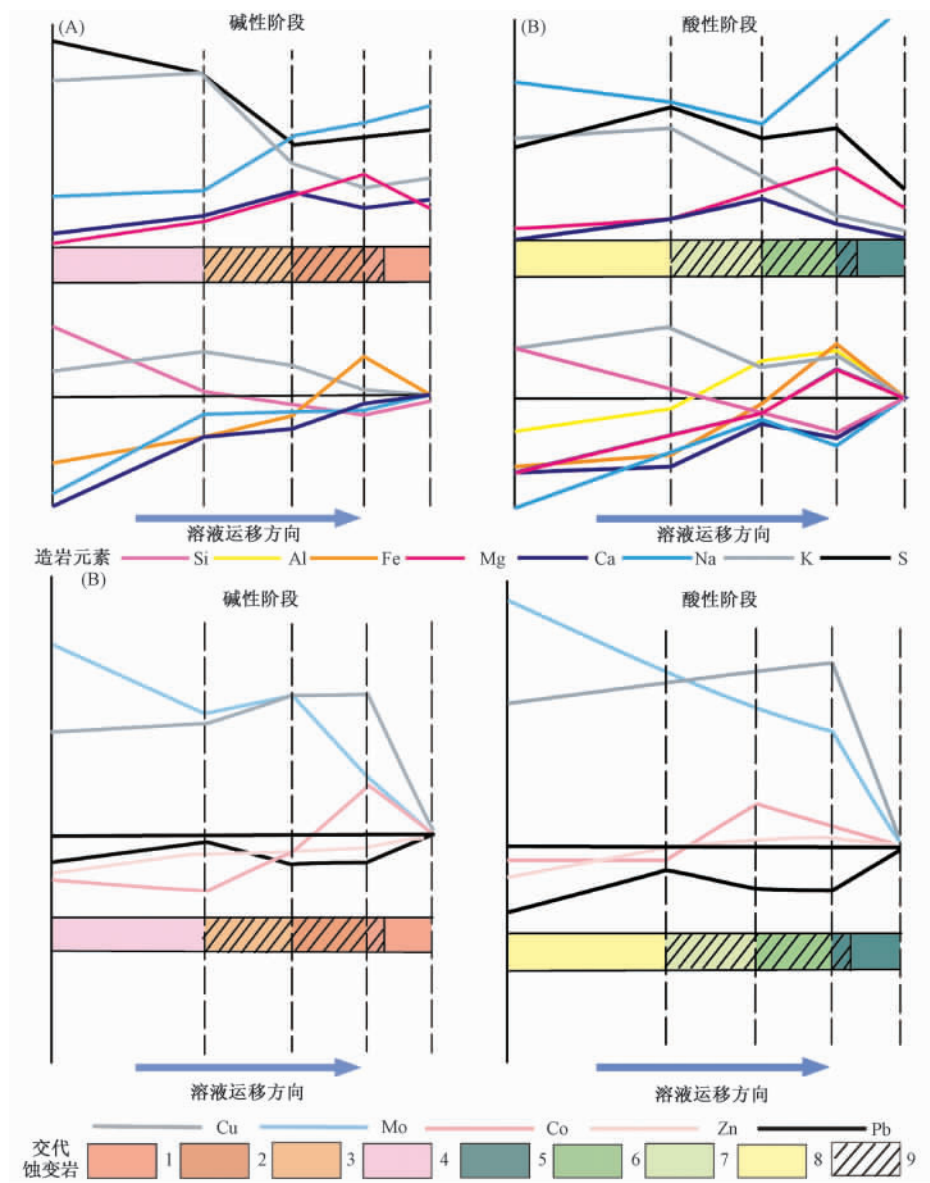 (A) 碱性阶段
(B) 酸性阶段
溶液运移方向 溶液运移方向
造岩元素 Si Al Fe Mg Ca Na K S
(B) 碱性阶段 酸性阶段
溶液运移方向 溶液运移方向
Cu Mo Co Zn Pb
交代
蚀变岩 1 2 3 4 5 6 7 8 9